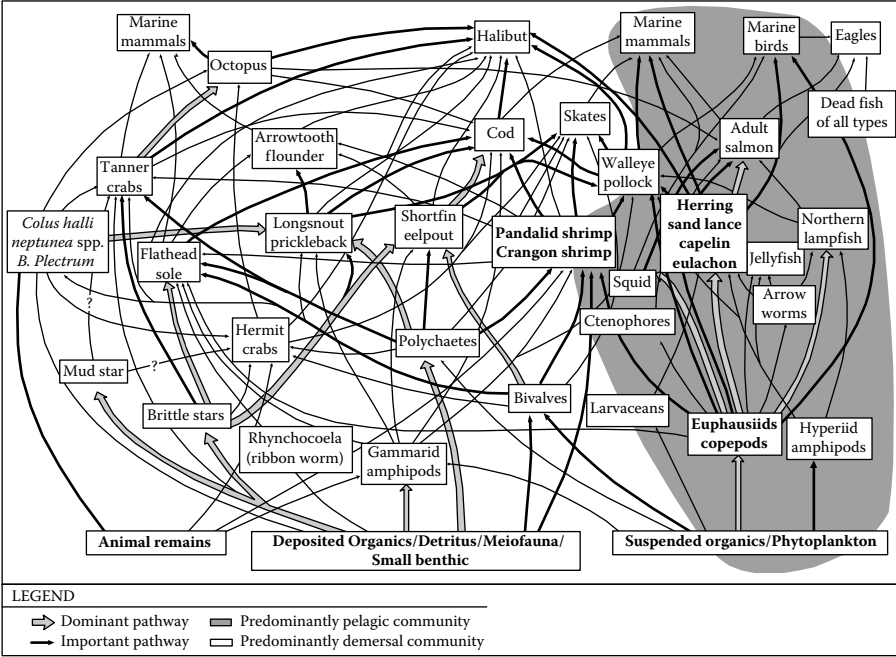 Marine
mammals
Octopus
Halibut
Marine
mammals
Marine
birds
Eagles
Dead fish
of all types
Skates
Cod
Adult
salmon
Arrowtooth
flounder
Walleye
pollock
Tanner
crabs
Colus halli
neptunea spp.
B. Plectrum
Longsnout
prickleback
Shortfin
eelpout
Pandalid shrimp
Crangon shrimp
Herring
sand lance
capelin
eulachon
Northern
lampfish
Flathead
sole
Jellyfish
Squid
Arrow
worms
?
Ctenophores
Hermit
crabs
Polychaetes
Mud star
?
Bivalves
Larvaceans
Brittle stars
Euphausiids
copepods
Hyperiid
amphipods
Rhynchocoela
(ribbon worm)
Gammarid
amphipods
Animal remains
Deposited Organics/Detritus/Meiofauna/
Small benthic
Suspended organics/Phytoplankton
LEGEND
Dominant pathway
Predominantly pelagic community
Important pathway
Predominantly demersal community